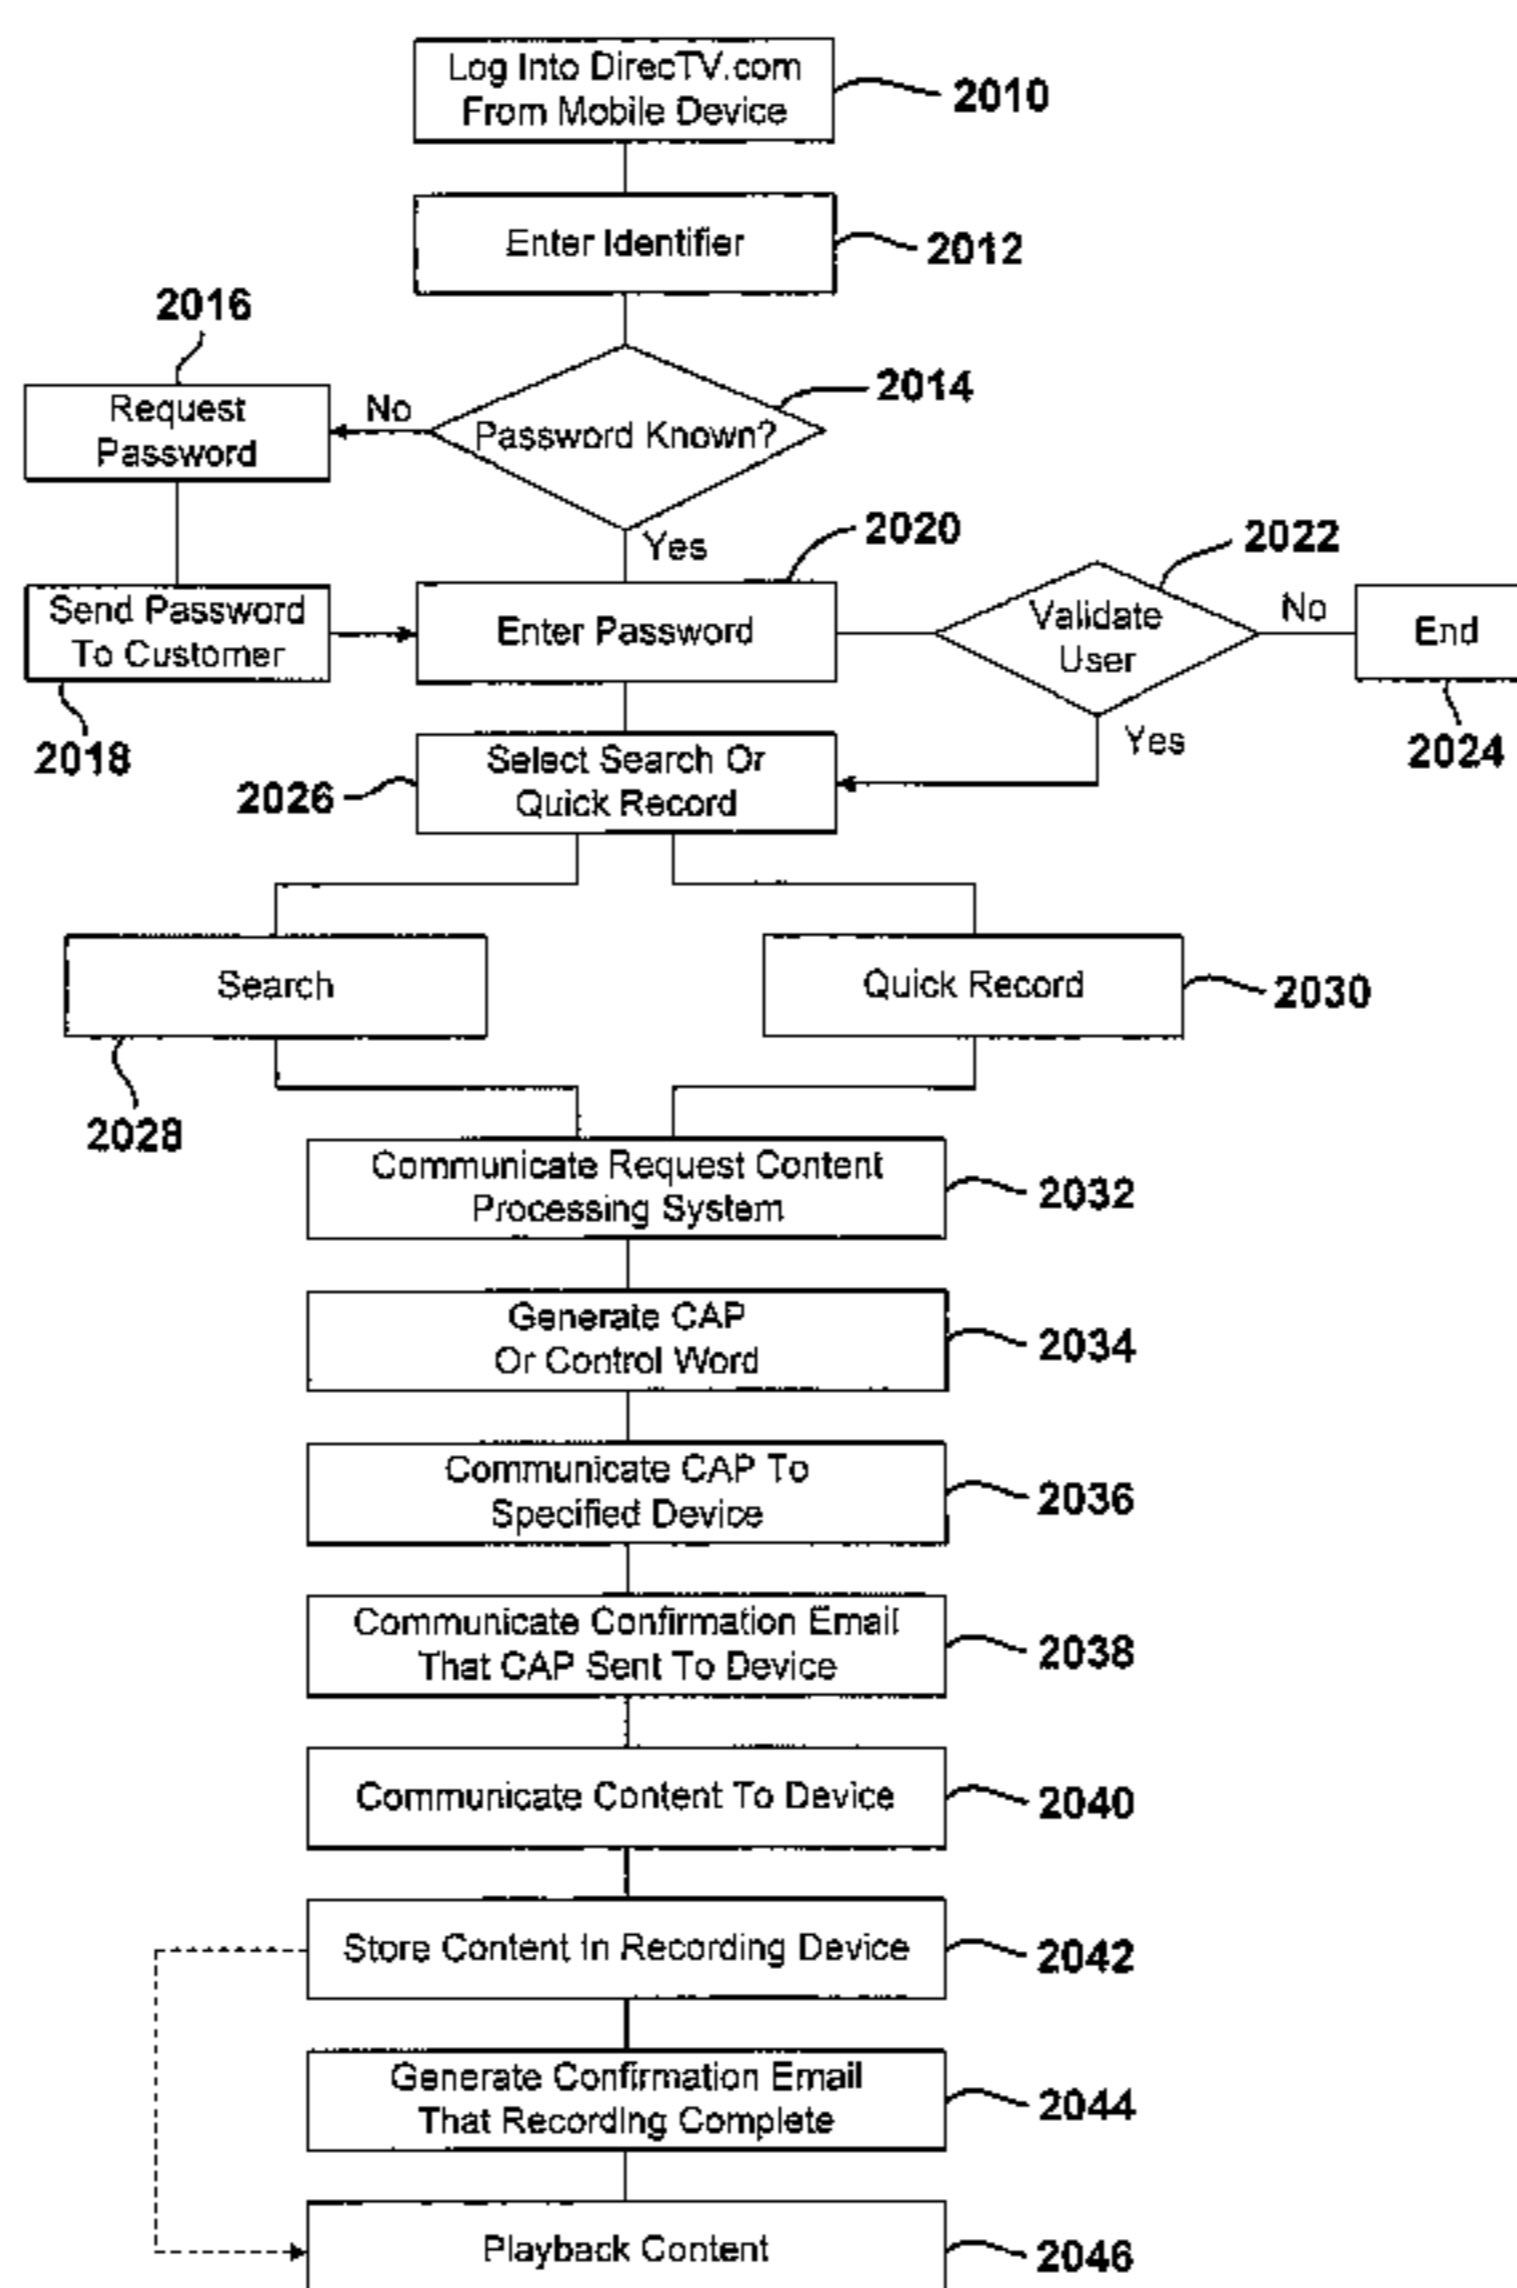 Log Into DirecTV.com
From Mobile Device
2010
Enter Identifier
2012
2016
Request
Password
No
Password Known?
2014
Yes
2020
2022
Send Password
To Customer
2018
Enter Password
Validate
User
No
End
2024
Yes
Select Search Or
Quick Record
2026
Search
2028
Quick Record
2030
Communicate Request Content
Processing System
2032
Generate CAP
Or Control Word
2034
Communicate CAP To
Specified Device
2036
Communicate Confirmation Email
That CAP Sent To Device
2038
Communicate Content To Device
2040
Store Content In Recording Device
2042
Generate Confirmation Email
That Recording Complete
2044
Playback Content
2046